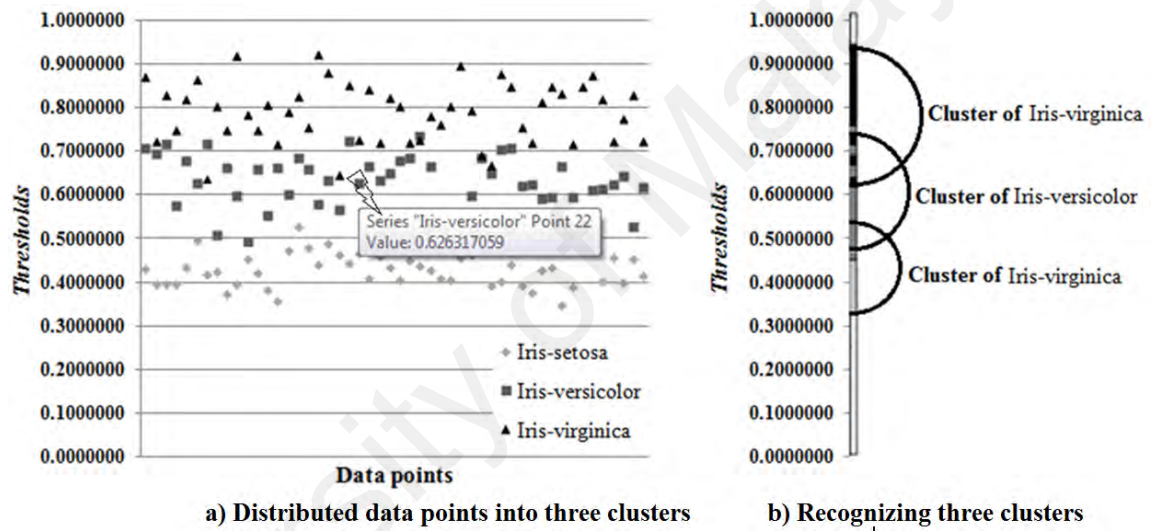 1.0000000
0.9000000
0.8000000
0.7000000
0.6000000
0.5000000
0.4000000
0.3000000
0.2000000
0.1000000
0.0000000
Thresholds
Series "Iris-versicolor" Point 22
Value: 0.626317059
Iris-setosa
Iris-versicolor
Iris-virginica
Data points
a) Distributed data points into three clusters
1.0000000
0.9000000
0.8000000
0.7000000
0.6000000
0.5000000
0.4000000
0.3000000
0.2000000
0.1000000
0.0000000
Thresholds
Cluster of Iris-virginica
Cluster of Iris-versicolor
Cluster of Iris-virginica
b) Recognizing three clusters
sity of Malay